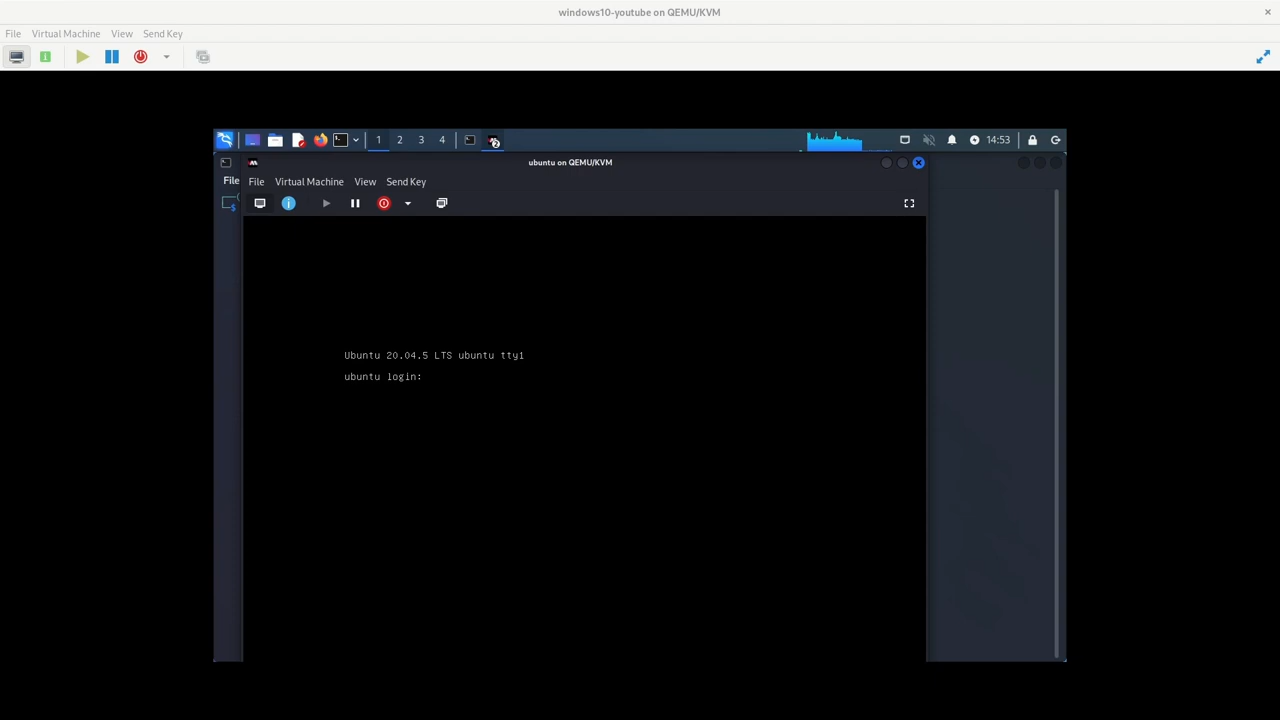 windows10-youtube on QEMU/KVM
File Virtual Machine View Send Key
1 2 3 4 2 14:53
ubuntu on QEMU/KVM
File
File Virtual Machine View Send Key
Ubuntu 20.04.5 LTS ubuntu tty1
ubuntu login: